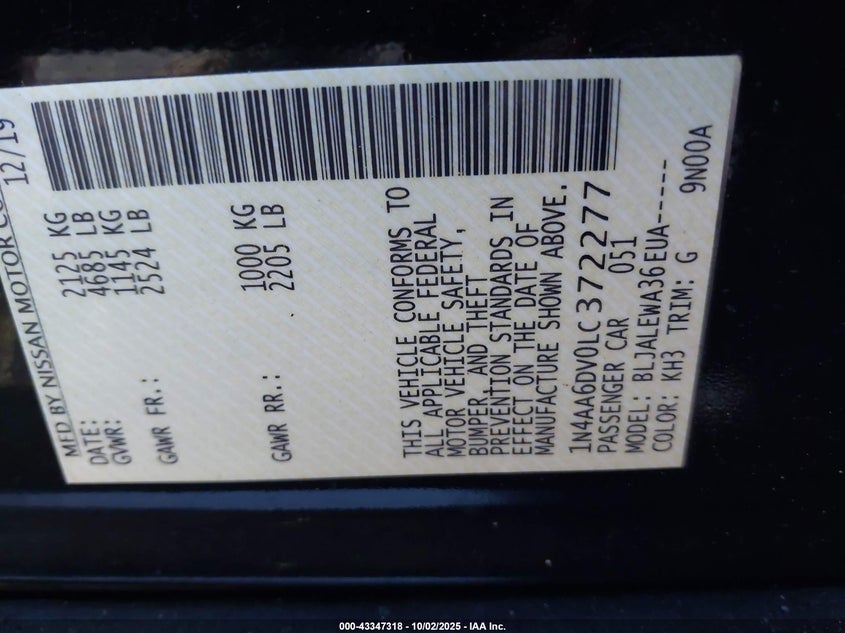 MFD BY NISSAN MOTOR CO
DATE: 12/19
GVWR: 2125 KG
4685 LB
GAWR FR.: 1145 KG
2524 LB
GAWR RR.: 1000 KG
2205 LB
THIS VEHICLE CONFORMS TO
ALL APPLICABLE FEDERAL
MOTOR VEHICLE SAFETY,
BUMPER, AND THEFT
PREVENTION STANDARDS IN
EFFECT ON THE DATE OF
MANUFACTURE SHOWN ABOVE.
1N4AA6DV0LC372277
PASSENGER CAR 051
MODEL: BLJALEWA36EUA-----
COLOR: KH3 TRIM: G 9N00A
000-43347318 - 10/02/2025 - IAA Inc.